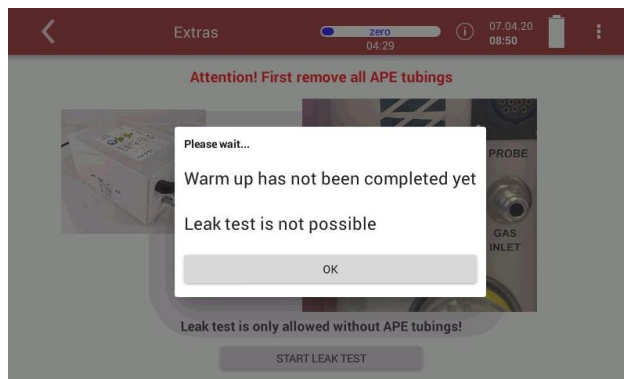 Extras
zero
04:29
07.04.20
08:50
Attention! First remove all APE tubings
Please wait...
Warm up has not been completed yet
Leak test is not possible
OK
PROBE
GAS
INLET
Leak test is only allowed without APE tubings!
START LEAK TEST